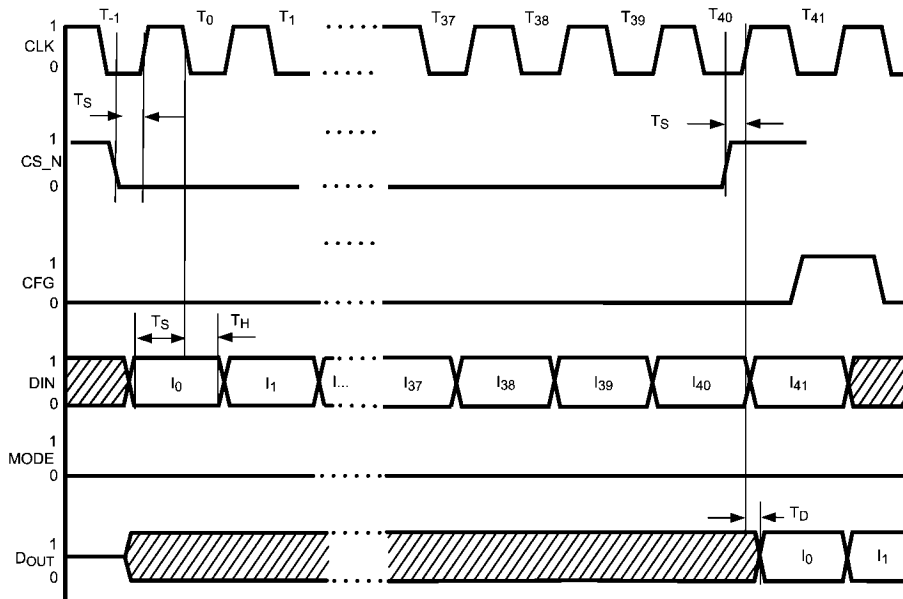 T-1 T0 T1 T37 T38 T39 T40 T41
1
CLK
0
TS TS
1
CS_N
0
1
CFG
0
TS TH
1
DIN I0 I1 I... I37 I38 I39 I40 I41
0
1
MODE
0
TD
1
DOUT I0 I1
0